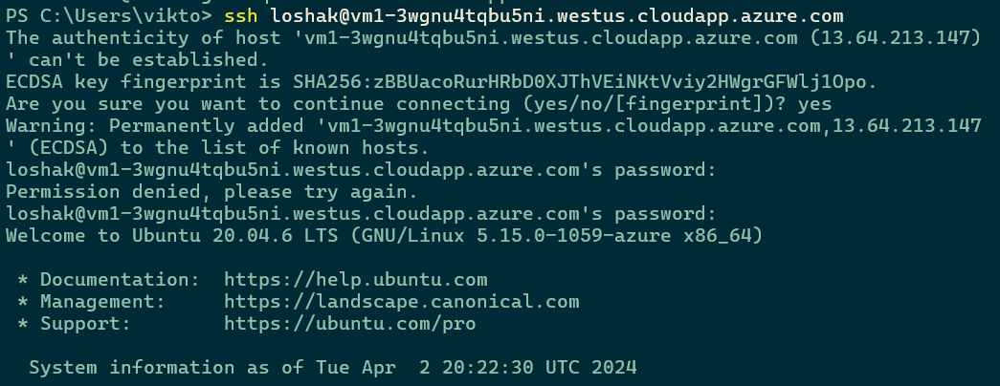 PS C:\Users\vikto> ssh loshak@vm1-3wgnu4tqbu5ni.westus.cloudapp.azure.com
The authenticity of host 'vm1-3wgnu4tqbu5ni.westus.cloudapp.azure.com (13.64.213.147)
' can't be established.
ECDSA key fingerprint is SHA256:zBBUacoRurHRbD0XJThVEiNKtVviy2HWgrGFWlj1Opo.
Are you sure you want to continue connecting (yes/no/[fingerprint])? yes
Warning: Permanently added 'vm1-3wgnu4tqbu5ni.westus.cloudapp.azure.com,13.64.213.147
' (ECDSA) to the list of known hosts.
loshak@vm1-3wgnu4tqbu5ni.westus.cloudapp.azure.com's password:
Permission denied, please try again.
loshak@vm1-3wgnu4tqbu5ni.westus.cloudapp.azure.com's password:
Welcome to Ubuntu 20.04.6 LTS (GNU/Linux 5.15.0-1059-azure x86_64)

 * Documentation:  https://help.ubuntu.com
 * Management:     https://landscape.canonical.com
 * Support:        https://ubuntu.com/pro

  System information as of Tue Apr  2 20:22:30 UTC 2024